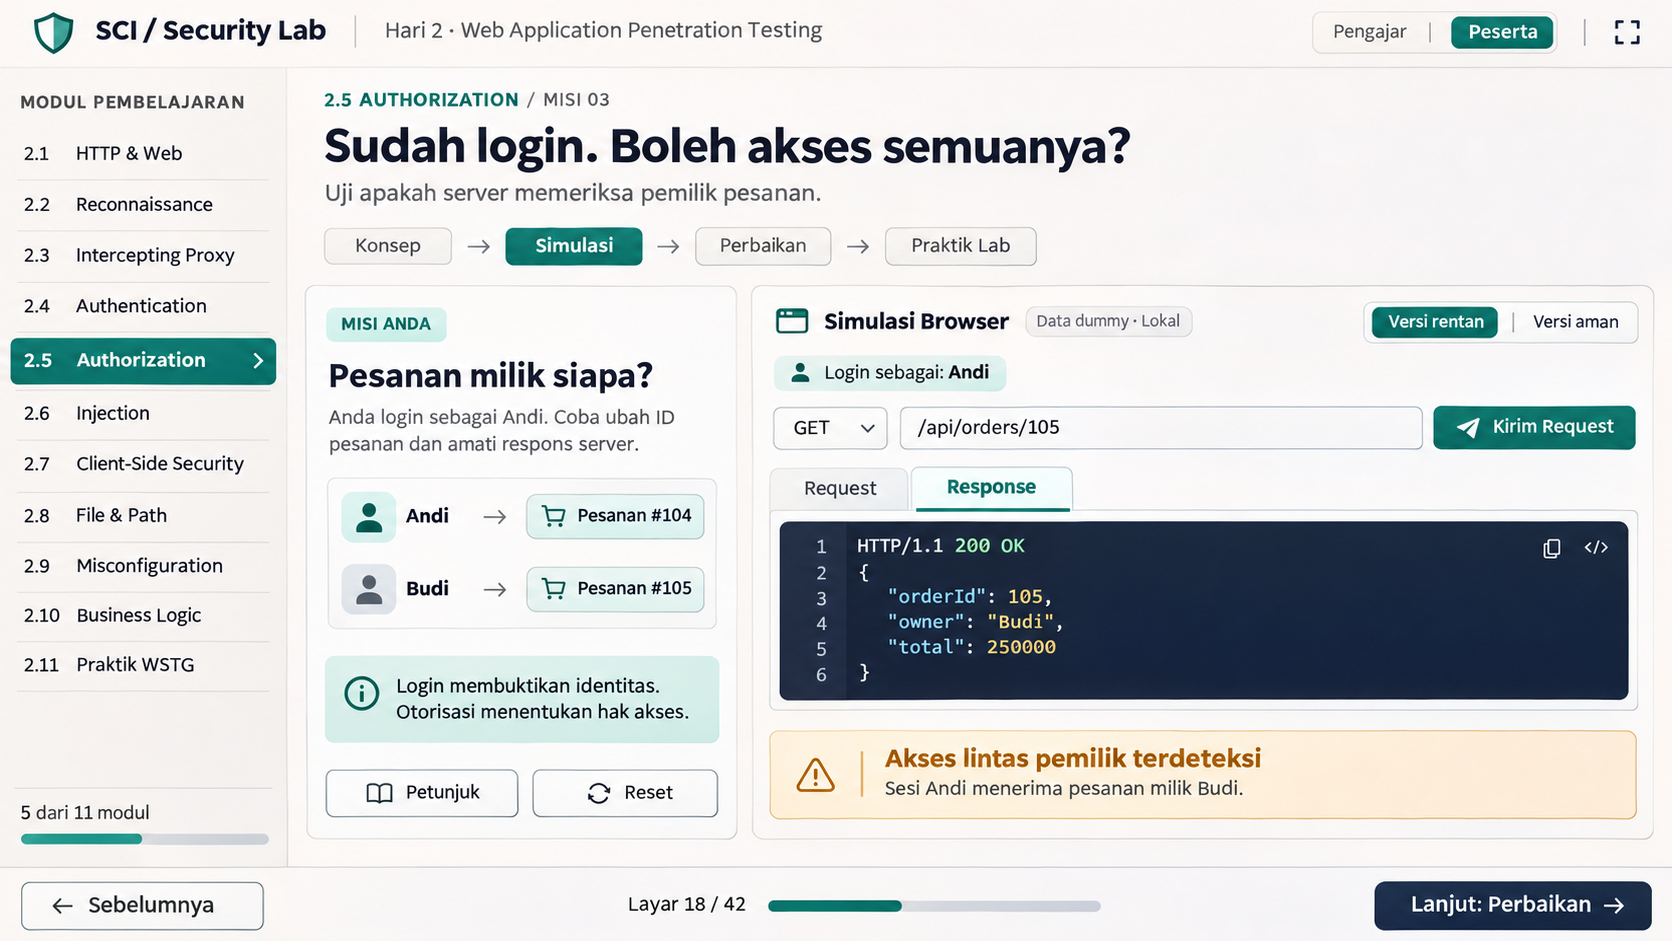 SCI / Security Lab
Hari 2 · Web Application Penetration Testing
Pengajar
Peserta
MODUL PEMBELAJARAN
2.1 HTTP & Web
2.2 Reconnaissance
2.3 Intercepting Proxy
2.4 Authentication
2.5 Authorization
2.6 Injection
2.7 Client-Side Security
2.8 File & Path
2.9 Misconfiguration
2.10 Business Logic
2.11 Praktik WSTG
5 dari 11 modul
2.5 AUTHORIZATION / MISI 03
Sudah login. Boleh akses semuanya?
Uji apakah server memeriksa pemilik pesanan.
Konsep → Simulasi → Perbaikan → Praktik Lab
MISI ANDA
Pesanan milik siapa?
Anda login sebagai Andi. Coba ubah ID
pesanan dan amati respons server.
Andi → Pesanan #104
Budi → Pesanan #105
Login membuktikan identitas.
Otorisasi menentukan hak akses.
Petunjuk
Reset
Simulasi Browser
Data dummy · Lokal
Versi rentan
Versi aman
Login sebagai: Andi
GET
/api/orders/105
Kirim Request
Request
Response
1 HTTP/1.1 200 OK
2 {
3 "orderId": 105,
4 "owner": "Budi",
5 "total": 250000
6 }
</>
Akses lintas pemilik terdeteksi
Sesi Andi menerima pesanan milik Budi.
← Sebelumnya
Layar 18 / 42
Lanjut: Perbaikan →